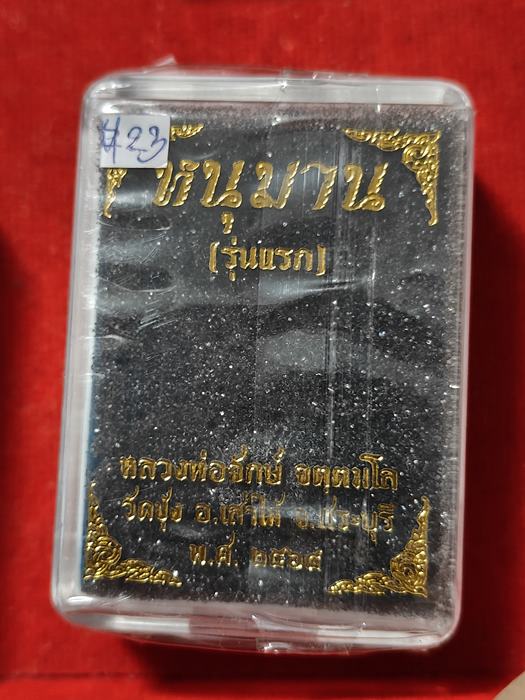 #23
หนุมาน
(รุ่นแรก)
หลวงพ่อจักษ์ จตตมโล
วัดชุ้ง อ.เสาไห้ จ.สระบุรี
พ.ศ. ๒๕๖๔